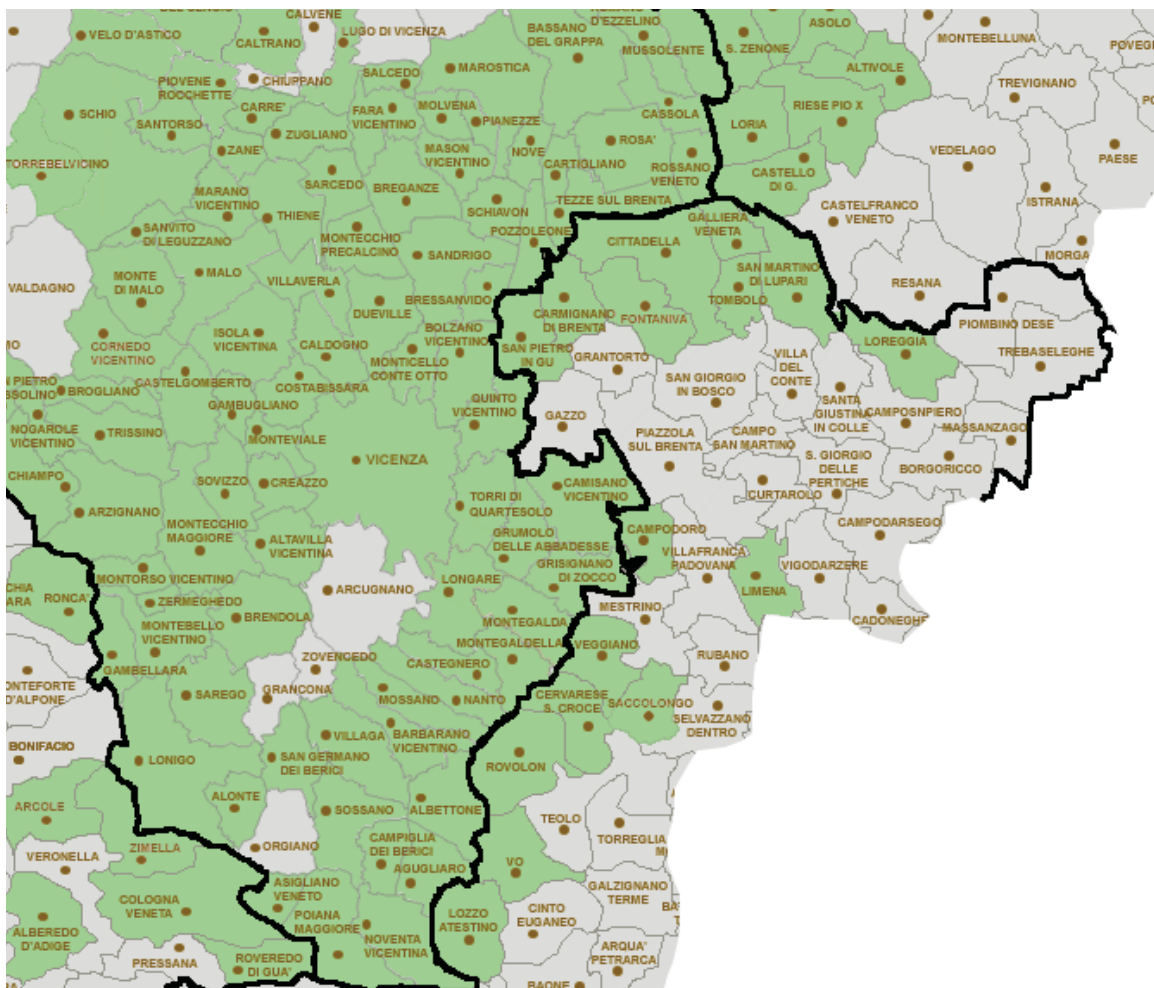 CALVENE
D'EZZELINO
ASOLO
VELO D'ASTICO
CALTRANO
LUGO DI VICENZA
BASSANO
DEL GRAPPA
MUSSOLENTE
S. ZENONE
MONTEBELLUNA
PIOVENE
ROCCHETTE
CHIUPPANO
SALCEDO
MAROSTICA
ALTIVOLE
TREVIGNANO
SCHIO
SANTORSO
CARRE'
ZUGLIANO
FARA
VICENTINO
MOLVENA
PIANEZZE
CASSOLA
LORIA
RIESE PIO X
TORREBELVICINO
ZANE'
MASON
VICENTINO
NOVE
ROSA'
CARTIGLIANO
ROSSANO
VENETO
CASTELLO
DI G.
VEDELAGO
PAESE
MARANO
VICENTINO
SARCEDO
BREGANZE
SCHIAVON
TEZZE SUL BRENTA
CASTELFRANCO
VENETO
ISTRANA
THIENE
SANVITO
DI LEGUZZANO
MONTECCHIO
PRECALCINO
POZZOLEONE
GALLIERA
VENETA
CITTADELLA
MORGA
VALDAGNO
MONTE
DI MALO
MALO
VILLAVERLA
SANDRIGO
BRESSANVIDO
SAN MARTINO
DI LUPARI
TOMBOLO
RESANA
CORNEDO
VICENTINO
ISOLA
VICENTINA
DUEVILLE
BOLZANO
VICENTINO
CARMIGNANO
DI BRENTA
FONTANIVA
PIOMBINO DESE
CALDOGNO
MONTICELLO
CONTE OTTO
SAN PIETRO
IN GU
GRANTORTO
LOREGGIA
TREBASELEGHE
BROGLIANO
CASTELGOMBERTO
COSTABISSARA
VILLA
DEL
CONTE
SAN GIORGIO
IN BOSCO
SANTA
GIUSTINA
IN COLLE
GAMBUGLIANO
QUINTO
VICENTINO
GAZZO
CAMPOSNPIERO
NOGAROLE
VICENTINO
TRISSINO
MONTEVIALE
PIAZZOLA
SUL BRENTA
CAMPO
SAN MARTINO
MASSANZAGO
VICENZA
S. GIORGIO
DELLE
PERTICHE
BORGORICCO
CHIAMPO
SOVIZZO
CREAZZO
CAMISANO
VICENTINO
CURTAROLO
ARZIGNANO
TORRI DI
QUARTESOLO
MONTECCHIO
MAGGIORE
ALTAVILLA
VICENTINA
GRUMOLO
DELLE ABBADESSE
CAMPODORO
CAMPODARSEGO
VILLAFRANCA
PADOVANA
MONTORSO VICENTINO
GRISIGNANO
DI ZOCCO
VIGODARZERE
ARCUGNANO
LONGARE
LIMENA
RONCA'
ZERMEGHEDO
BRENDOLA
MONTEGALDA
MESTRINO
CADONEGHE
MONTEBELLO
VICENTINO
MONTEGALDELLA
VEGGIANO
GAMBELLARA
ZOVENCEDO
CASTEGNERO
RUBANO
SAREGO
GRANCONA
MOSSANO
NANTO
CERVARESE
S. CROCE
SACCOLONGO
SELVAZZANO
DENTRO
BONIFACIO
VILLAGA
BARBARANO
VICENTINO
LONIGO
SAN GERMANO
DEI BERICI
ROVOLON
ARCOLE
ALONTE
SOSSANO
ALBETTONE
TEOLO
TORREGLIA
VERONELLA
ZIMELLA
ORGIANO
CAMPIGLIA
DEI BERICI
AGUGLIARO
VO
ASIGLIANO
VENETO
GALZIGNANO
TERME
COLOGNA
VENETA
POIANA
MAGGIORE
LOZZO
ATESTINO
CINTO
EUGANEO
ALBEREDO
D'ADIGE
NOVENTA
VICENTINA
ARQUA'
PETRARCA
PRESSANA
ROVEREDO
DI GUA'
BAONE